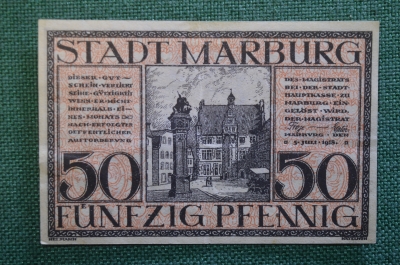 STADT MARBURG
DIESER GUT=
SCHEIN VERLIERT
SEINE GÜLTIGKEIT
WENN ER NICHT
INNERHALB EI=
NES MONATS
NACH ERFOLGTER
OEFFENTLICHER
AUFFORDERUNG
DES MAGISTRATS
BEI DER STADT=
HAUPTKASSE ZU
MARBURG EIN
GELÖST WIRD
DER MAGISTRAT
MARBURG DEN
5. JULI 1918.
50
50
FÜNFZIG PFENNIG